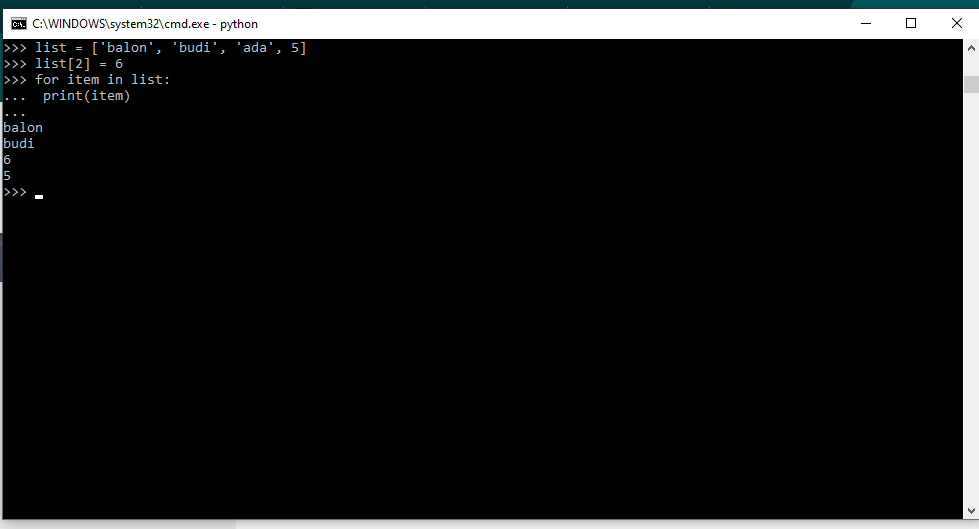 C:\WINDOWS\system32\cmd.exe - python
>>> list = ['balon', 'budi', 'ada', 5]
>>> list[2] = 6
>>> for item in list:
...  print(item)
...
balon
budi
6
5
>>>